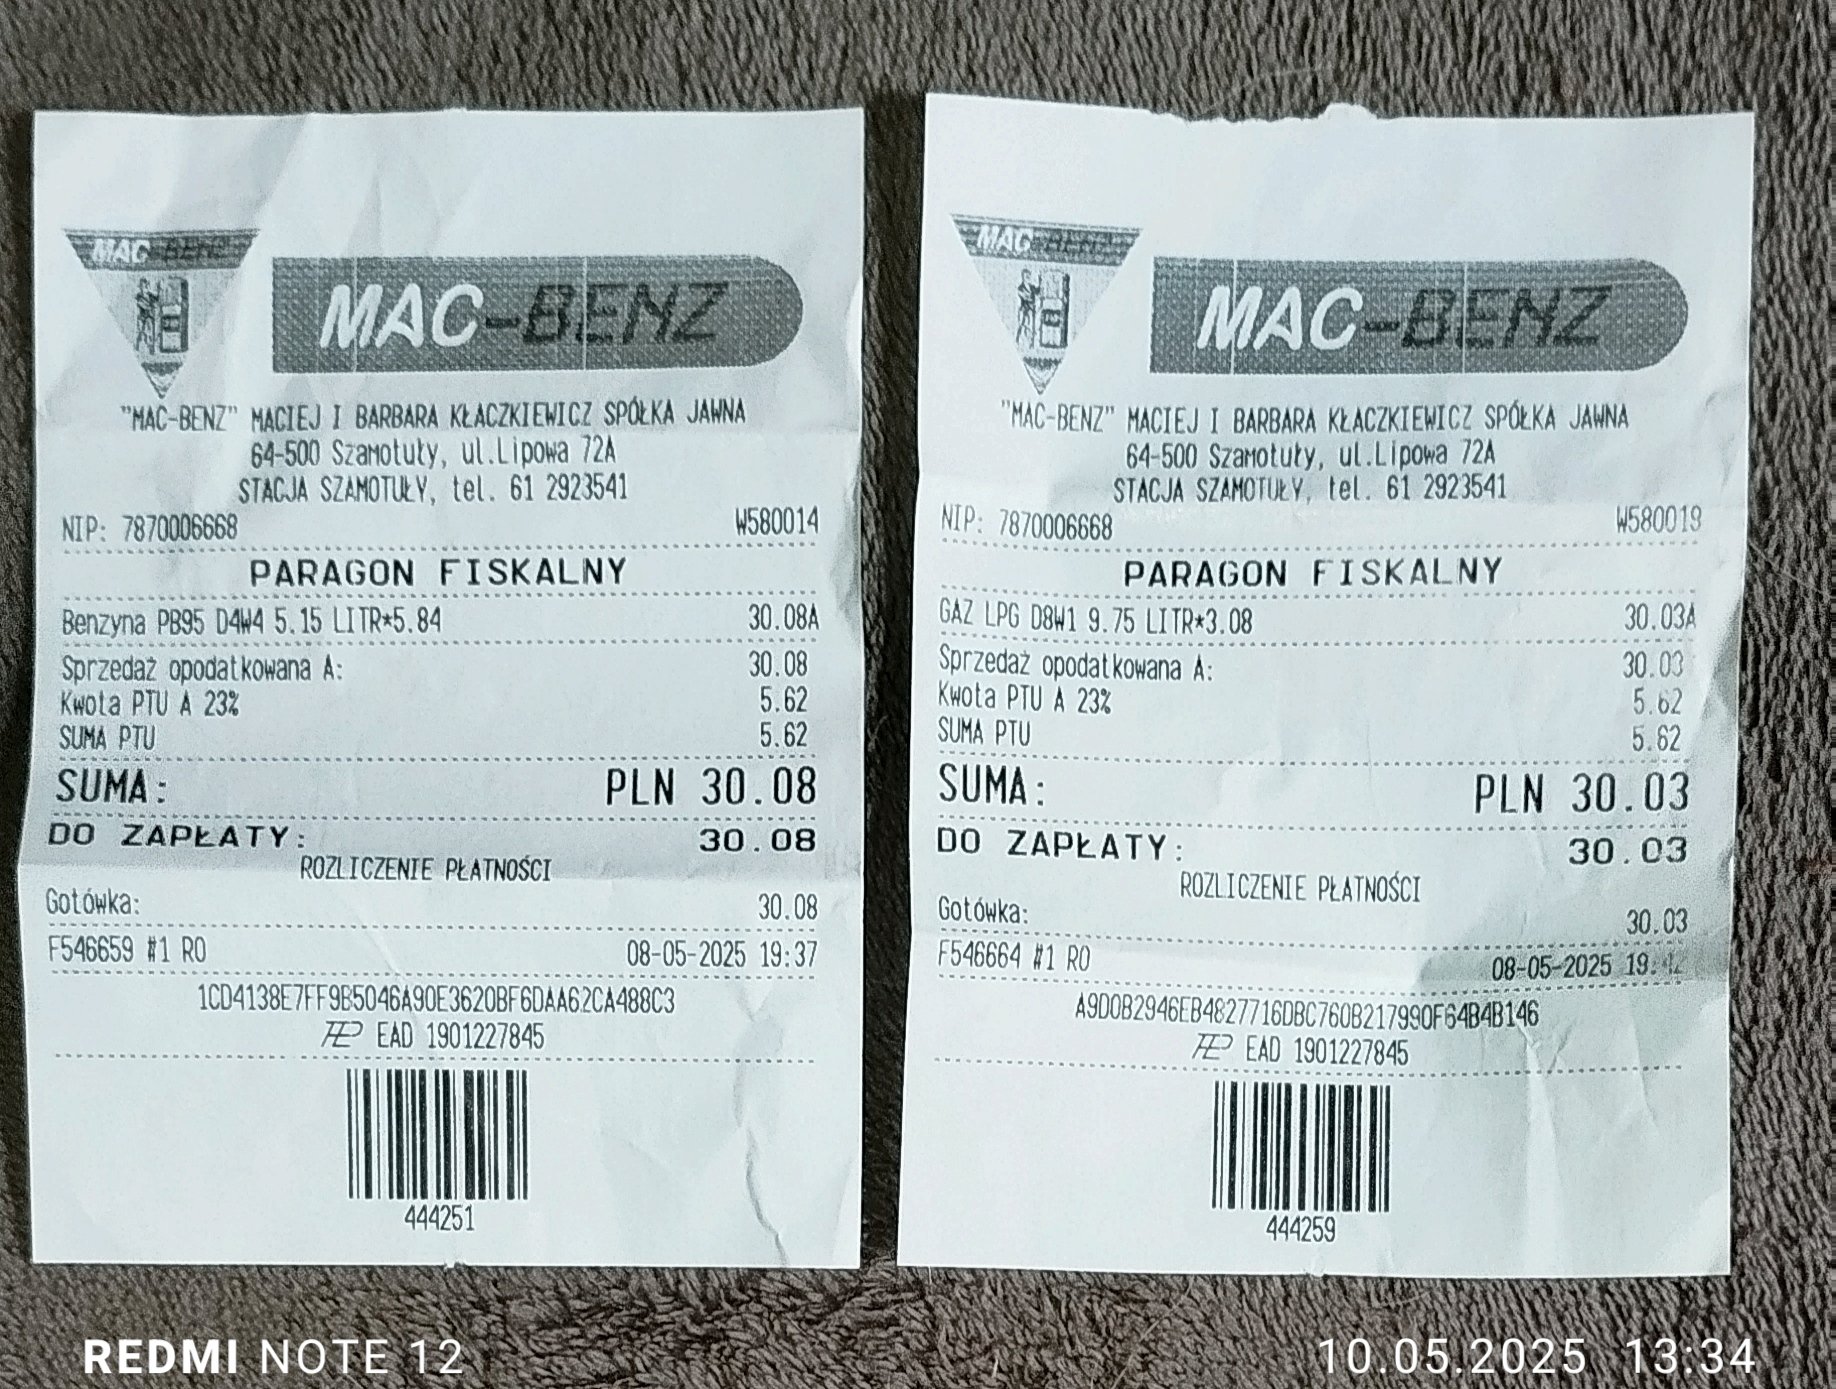 MAC-BENZ
MAC-BENZ
"MAC-BENZ" MACIEJ I BARBARA KŁACZKIEWICZ SPÓŁKA JAWNA
64-500 Szamotuły, ul.Lipowa 72A
STACJA SZAMOTUŁY, tel. 61 2923541
NIP: 7870006668 W580014
PARAGON FISKALNY
Benzyna PB95 D4W4 5.15 LITR*5.84 30.08A
Sprzedaż opodatkowana A: 30.08
Kwota PTU A 23% 5.62
SUMA PTU 5.62
SUMA: PLN 30.08
DO ZAPŁATY: 30.08
ROZLICZENIE PŁATNOŚCI
Gotówka: 30.08
F546659 #1 RO 08-05-2025 19:37
1CD4138E7FF9B5046A90E3620BF6DAA62CA488C3
EAD 1901227845
444251
MAC-BENZ
MAC-BENZ
"MAC-BENZ" MACIEJ I BARBARA KŁACZKIEWICZ SPÓŁKA JAWNA
64-500 Szamotuły, ul.Lipowa 72A
STACJA SZAMOTUŁY, tel. 61 2923541
NIP: 7870006668 W580019
PARAGON FISKALNY
GAZ LPG D8W1 9.75 LITR*3.08 30.03A
Sprzedaż opodatkowana A: 30.03
Kwota PTU A 23% 5.62
SUMA PTU 5.62
SUMA: PLN 30.03
DO ZAPŁATY: 30.03
ROZLICZENIE PŁATNOŚCI
Gotówka: 30.03
F546664 #1 RO 08-05-2025 19:42
A9D0B2946EB4827716DBC760B217990F64B4B146
EAD 1901227845
444259
REDMI NOTE 12 10.05.2025 13:34